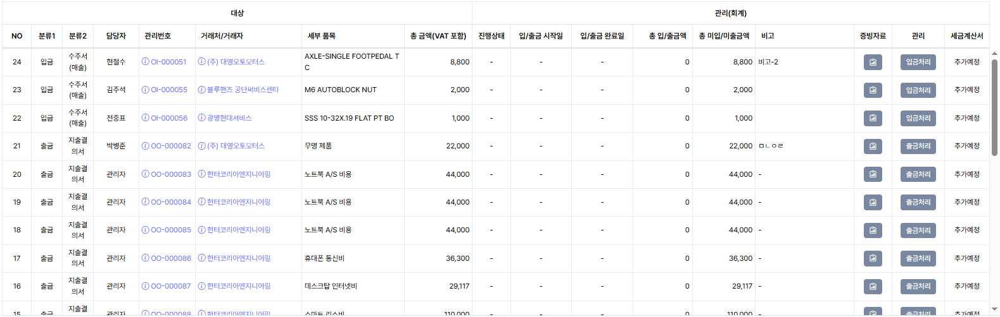 대상 관리(회계)
NO 분류1 분류2 담당자 관리번호 거래처/거래자 세부 품목 총 금액(VAT 포함) 진행상태 입/출금 시작일 입/출금 완료일 총 입/출금액 총 미입/미출금액 비고 증빙자료 관리 세금계산서
24 입금 수주서 (매출) 현철수 OI-000051 (주) 대영오토모터스 AXLE-SINGLE FOOTPEDAL T C 8,800 - - - 0 8,800 비고-2 입금처리 추가예정
23 입금 수주서 (매출) 김주석 OI-000055 블루핸즈 공단써비스센타 M6 AUTOBLOCK NUT 2,000 - - - 0 2,000 입금처리 추가예정
22 입금 수주서 (매출) 전중표 OI-000056 광명현대서비스 SSS 10-32X.19 FLAT PT BO 1,000 - - - 0 1,000 입금처리 추가예정
21 출금 지출결 의서 박병준 OO-000082 (주) 대영오토모터스 무명 제품 22,000 - - - 0 22,000 ㅁㄴㅇㄹ 출금처리 추가예정
20 출금 지출결 의서 관리자 OO-000083 헌터코리아엔지니어링 노트북 A/S 비용 44,000 - - - 0 44,000 - 출금처리 추가예정
19 출금 지출결 의서 관리자 OO-000084 헌터코리아엔지니어링 노트북 A/S 비용 44,000 - - - 0 44,000 - 출금처리 추가예정
18 출금 지출결 의서 관리자 OO-000085 헌터코리아엔지니어링 노트북 A/S 비용 44,000 - - - 0 44,000 - 출금처리 추가예정
17 출금 지출결 의서 관리자 OO-000086 헌터코리아엔지니어링 휴대폰 통신비 36,300 - - - 0 36,300 - 출금처리 추가예정
16 출금 지출결 의서 관리자 OO-000087 헌터코리아엔지니어링 데스크탑 인터넷비 29,117 - - - 0 29,117 - 출금처리 추가예정
15 출금 지출결 관리자 OO-000088 헌터코리아엔지니어링 스마트 리스비 110,000 - - - 0 110,000 - 출금처리 추가예정